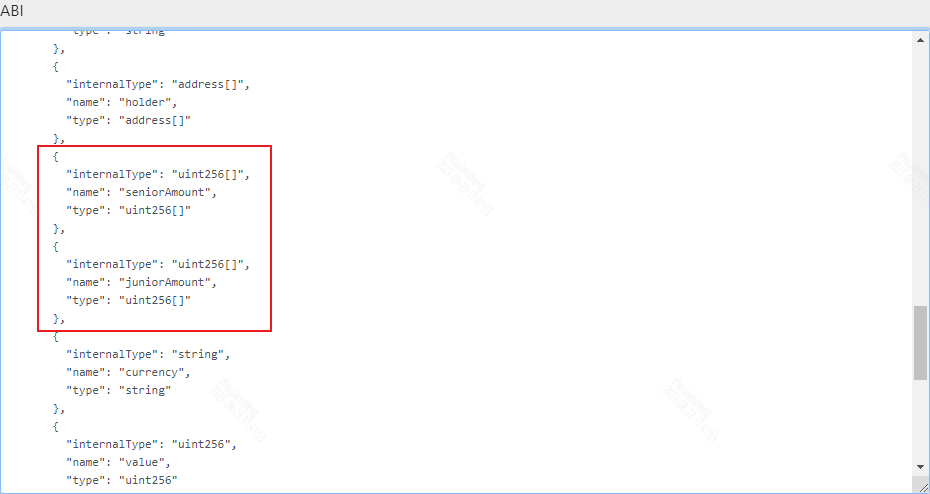 ABI
"type": "string"
},
{
"internalType": "address[]",
"name": "holder",
"type": "address[]"
},
{
"internalType": "uint256[]",
"name": "seniorAmount",
"type": "uint256[]"
},
{
"internalType": "uint256[]",
"name": "juniorAmount",
"type": "uint256[]"
},
{
"internalType": "string",
"name": "currency",
"type": "string"
},
{
"internalType": "uint256",
"name": "value",
"type": "uint256"